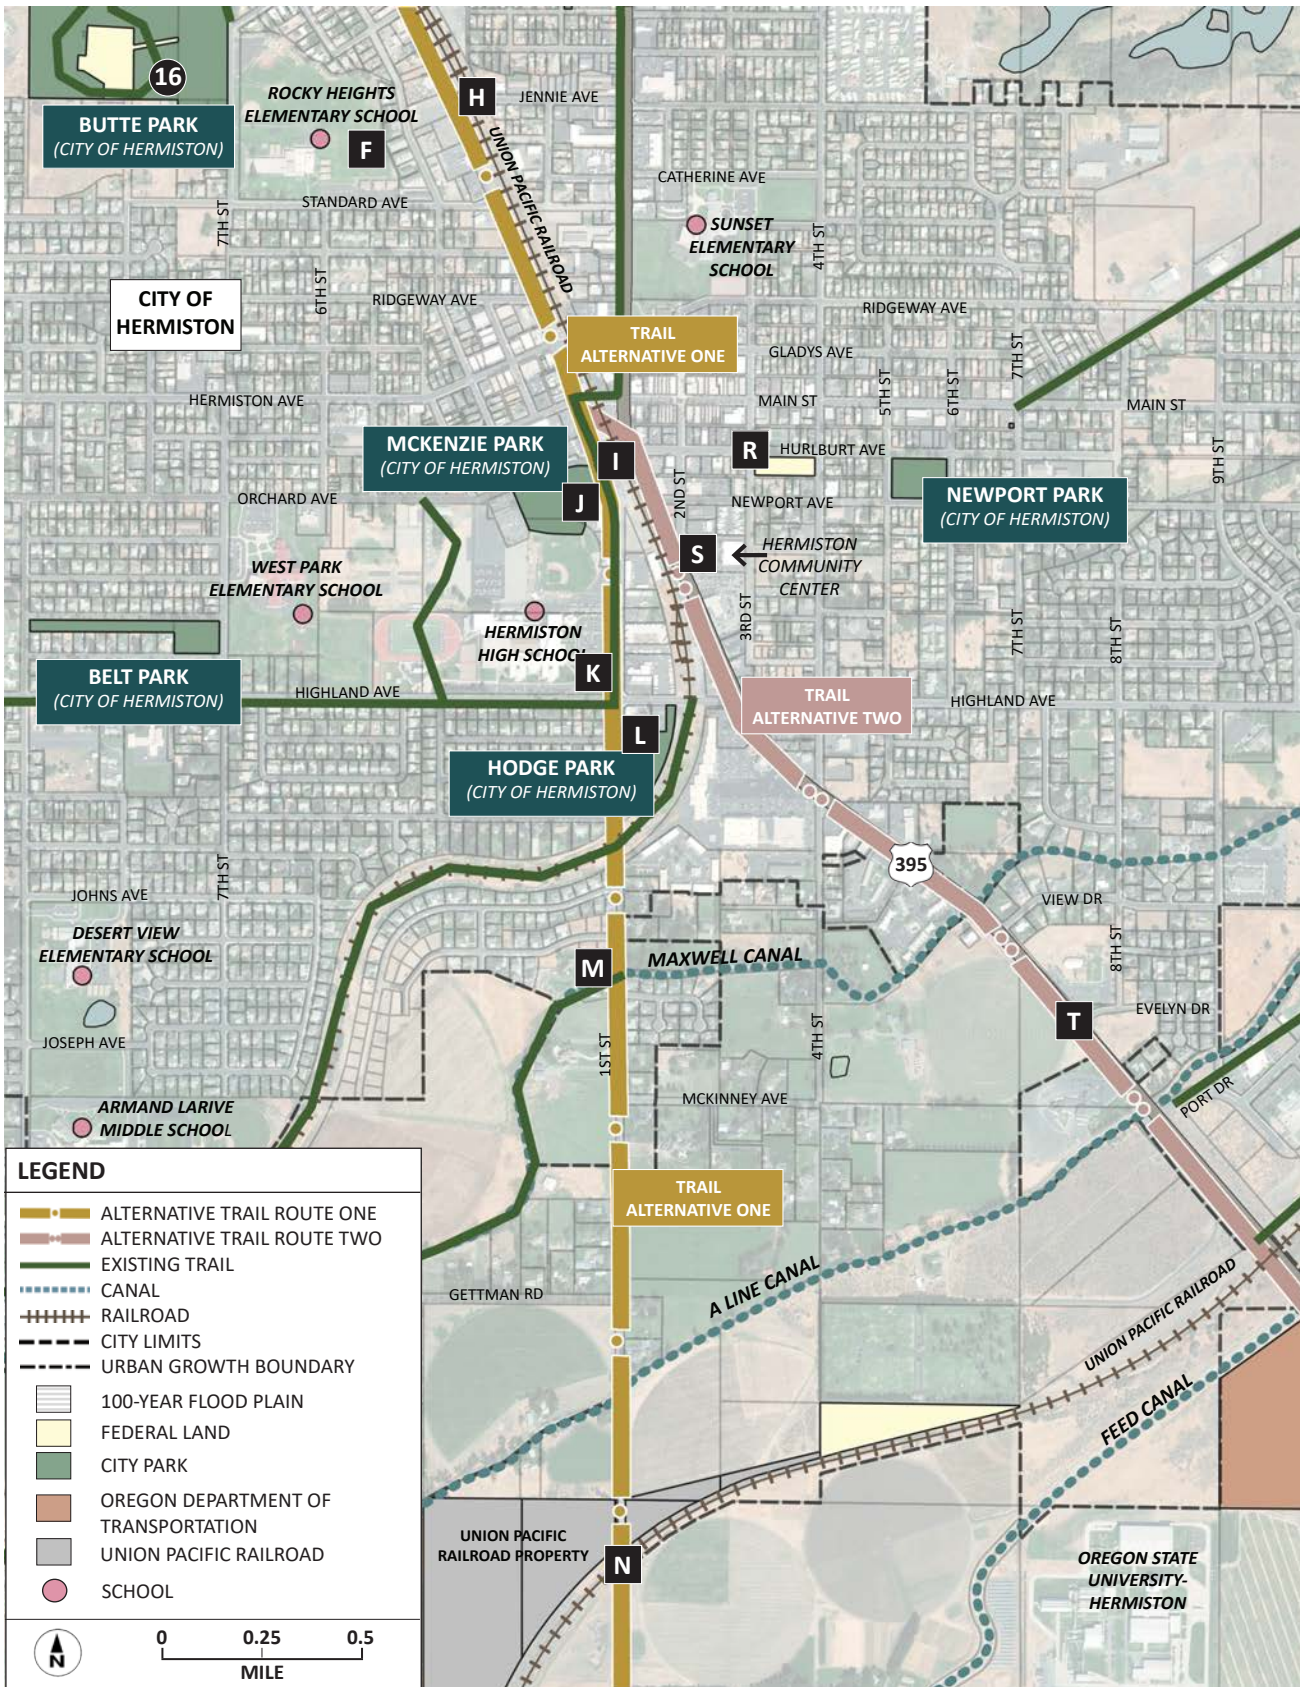 16
BUTTE PARK
(CITY OF HERMISTON)
ROCKY HEIGHTS
ELEMENTARY SCHOOL
F
H
JENNIE AVE
UNION PACIFIC RAILROAD
CATHERINE AVE
STANDARD AVE
7TH ST
SUNSET
ELEMENTARY
SCHOOL
4TH ST
CITY OF
HERMISTON
6TH ST
RIDGEWAY AVE
RIDGEWAY AVE
TRAIL
ALTERNATIVE ONE
GLADYS AVE
7TH ST
5TH ST
6TH ST
HERMISTON AVE
MAIN ST
MAIN ST
MCKENZIE PARK
(CITY OF HERMISTON)
I
R
HURLBURT AVE
9TH ST
ORCHARD AVE
J
2ND ST
NEWPORT AVE
NEWPORT PARK
(CITY OF HERMISTON)
S
HERMISTON
COMMUNITY
CENTER
WEST PARK
ELEMENTARY SCHOOL
HERMISTON
HIGH SCHOOL
3RD ST
7TH ST
8TH ST
BELT PARK
(CITY OF HERMISTON)
HIGHLAND AVE
K
TRAIL
ALTERNATIVE TWO
HIGHLAND AVE
L
HODGE PARK
(CITY OF HERMISTON)
395
7TH ST
JOHNS AVE
VIEW DR
DESERT VIEW
ELEMENTARY SCHOOL
M
MAXWELL CANAL
8TH ST
T
EVELYN DR
JOSEPH AVE
1ST ST
4TH ST
MCKINNEY AVE
PORT DR
ARMAND LARIVE
MIDDLE SCHOOL
TRAIL
ALTERNATIVE ONE
GETTMAN RD
A LINE CANAL
UNION PACIFIC RAILROAD
FEED CANAL
UNION PACIFIC
RAILROAD PROPERTY
N
OREGON STATE
UNIVERSITY-
HERMISTON
LEGEND
ALTERNATIVE TRAIL ROUTE ONE
ALTERNATIVE TRAIL ROUTE TWO
EXISTING TRAIL
CANAL
RAILROAD
CITY LIMITS
URBAN GROWTH BOUNDARY
100-YEAR FLOOD PLAIN
FEDERAL LAND
CITY PARK
OREGON DEPARTMENT OF
TRANSPORTATION
UNION PACIFIC RAILROAD
SCHOOL
N
0 0.25 0.5
MILE